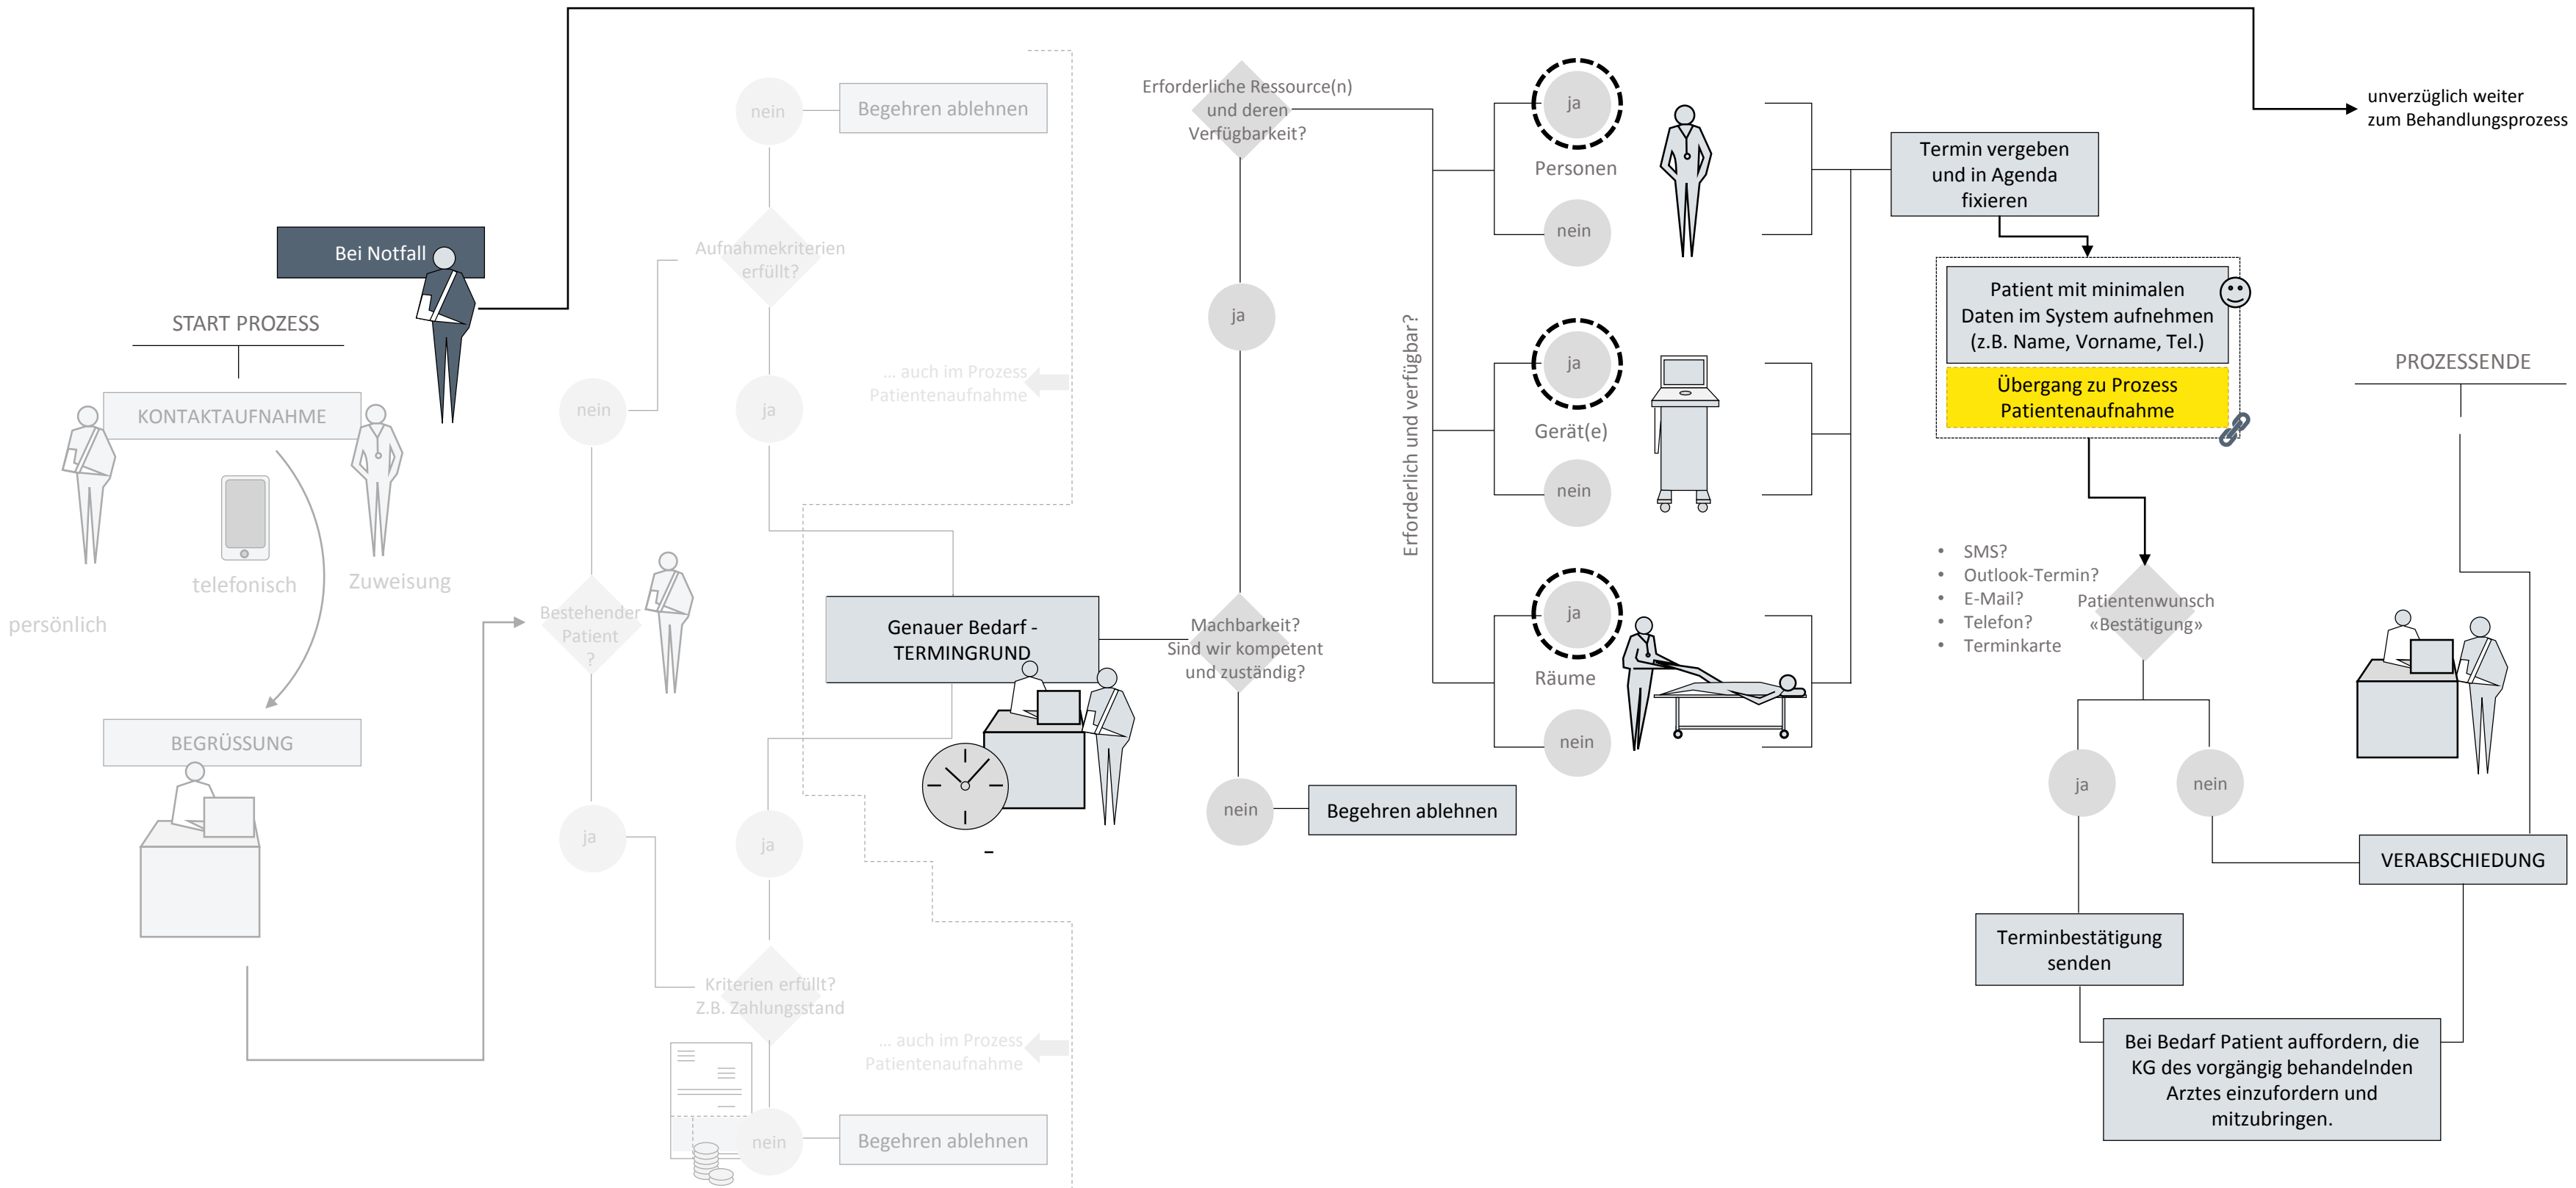 unverzüglich weiter
zum Behandlungsprozess
Bei Notfall
START PROZESS
KONTAKTAUFNAHME
persönlich
telefonisch
Zuweisung
BEGRÜSSUNG
Bestehender
Patient
?
nein
ja
Aufnahmekriterien
erfüllt?
nein
Begehren ablehnen
ja
... auch im Prozess
Patientenaufnahme
Kriterien erfüllt?
Z.B. Zahlungsstand
ja
nein
Begehren ablehnen
... auch im Prozess
Patientenaufnahme
Genauer Bedarf -
TERMINGRUND
–
Machbarkeit?
Sind wir kompetent
und zuständig?
nein
Begehren ablehnen
ja
Erforderliche Ressource(n)
und deren
Verfügbarkeit?
Erforderlich und verfügbar?
ja
Personen
nein
ja
Gerät(e)
nein
ja
Räume
nein
Termin vergeben
und in Agenda
fixieren
Patient mit minimalen
Daten im System aufnehmen
(z.B. Name, Vorname, Tel.)
Übergang zu Prozess
Patientenaufnahme
• SMS?
• Outlook-Termin?
• E-Mail?
• Telefon?
• Terminkarte
Patientenwunsch
«Bestätigung»
ja
nein
Terminbestätigung
senden
Bei Bedarf Patient auffordern, die
KG des vorgängig behandelnden
Arztes einzufordern und
mitzubringen.
VERABSCHIEDUNG
PROZESSENDE